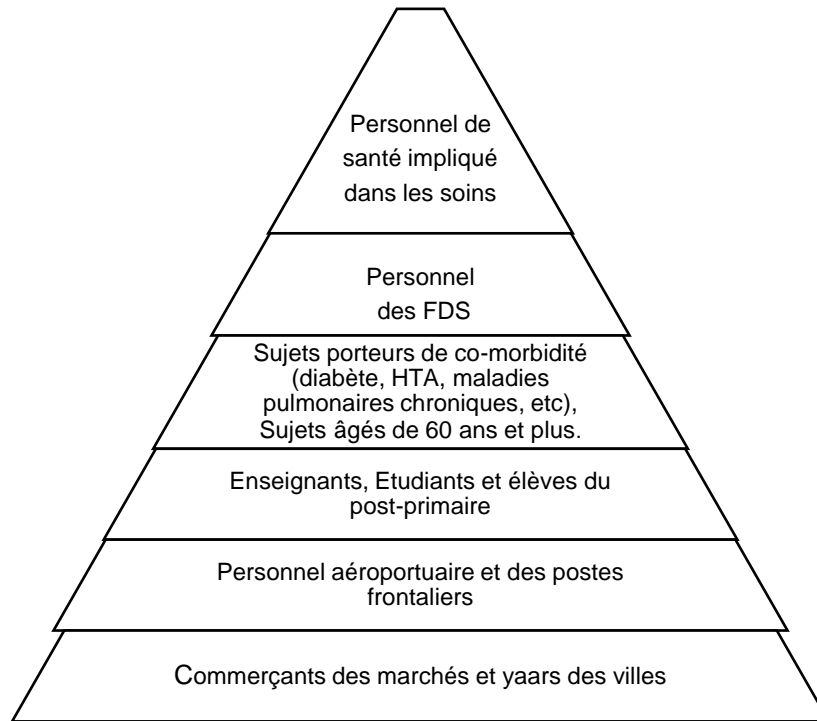 Personnel de
santé impliqué
dans les soins
Personnel
des FDS
Sujets porteurs de co-morbidité
(diabète, HTA, maladies
pulmonaires chroniques, etc),
Sujets âgés de 60 ans et plus.
Enseignants, Etudiants et élèves du
post-primaire
Personnel aéroportuaire et des postes
frontaliers
Commerçants des marchés et yaars des villes